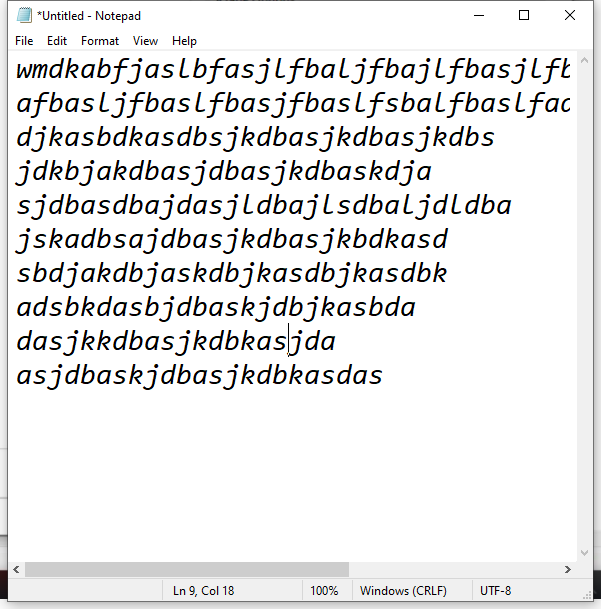 *Untitled - Notepad
File Edit Format View Help
wmdkabfjaslbfasjlfbaljfbajlfbasjlfb
afbasljfbaslfbasjfbaslfsbalfbaslfaa
djkasbdkasdbsjkdbasjkdbasjkdbs
jdkbjakdbasjdbasjkdbaskdja
sjdbasdbajdasjldbajlsdbaljdldba
jskadbsajdbasjkdbasjkbdkasd
sbdjakdbjaskdbjkasdbjkasdbk
adsbkdasbjdbaskjdbjkasbda
dasjkkdbasjkdbkasjda
asjdbaskjdbasjkdbkasdas
Ln 9, Col 18 100% Windows (CRLF) UTF-8